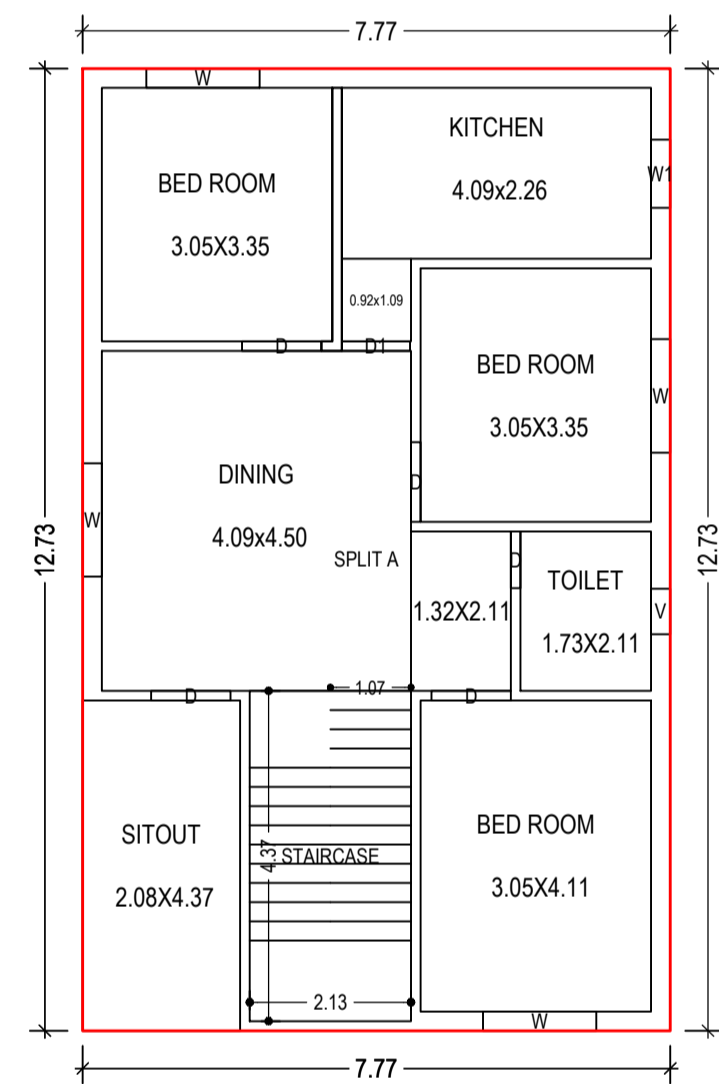 7.77
W
KITCHEN
4.09x2.26
W1
BED ROOM
3.05X3.35
0.92x1.09
D
D1
BED ROOM
3.05X3.35
W
D
DINING
4.09x4.50
W
SPLIT A
12.73
12.73
D
TOILET
1.73X2.11
V
1.32X2.11
1.07
D
D
SITOUT
2.08X4.37
4.37
STAIRCASE
BED ROOM
3.05X4.11
2.13
W
7.77